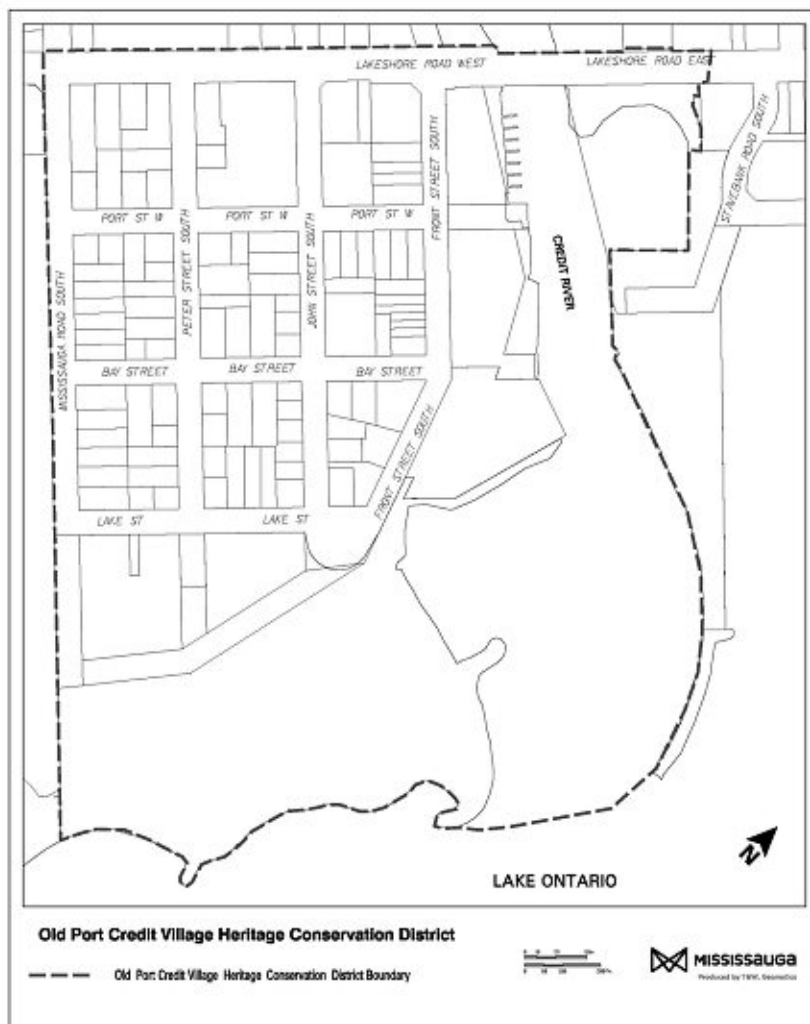 LAKESHORE ROAD WEST
LAKESHORE ROAD EAST
STAVEBANK ROAD SOUTH
FRONT STREET SOUTH
PORT ST W
PORT ST W
PORT ST W
MISSISSAUGA ROAD SOUTH
PETER STREET SOUTH
JOHN STREET SOUTH
CREDIT RIVER
BAY STREET
BAY STREET
BAY STREET
FRONT STREET SOUTH
LAKE ST
LAKE ST
N
LAKE ONTARIO
Old Port Credit Village Heritage Conservation District
Old Port Credit Village Heritage Conservation District Boundary
MISSISSAUGA
Produced by T&W, Geomatics